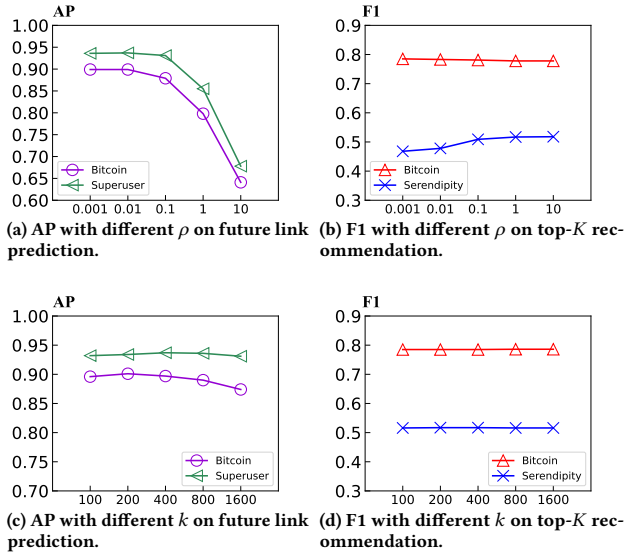 AP
1.00
0.95
0.90
0.85
0.80
0.75
0.70
0.65
0.60
Bitcoin
Superuser
0.001 0.01 0.1 1 10
(a) AP with different ρ on future link
prediction.
F1
0.9
0.8
0.7
0.6
0.5
0.4
0.3
Bitcoin
Serendipity
0.001 0.01 0.1 1 10
(b) F1 with different ρ on top-K rec-
ommendation.
AP
1.00
0.95
0.90
0.85
0.80
0.75
0.70
Bitcoin
Superuser
100 200 400 800 1600
(c) AP with different k on future link
prediction.
F1
0.9
0.8
0.7
0.6
0.5
0.4
0.3
Bitcoin
Serendipity
100 200 400 800 1600
(d) F1 with different k on top-K rec-
ommendation.